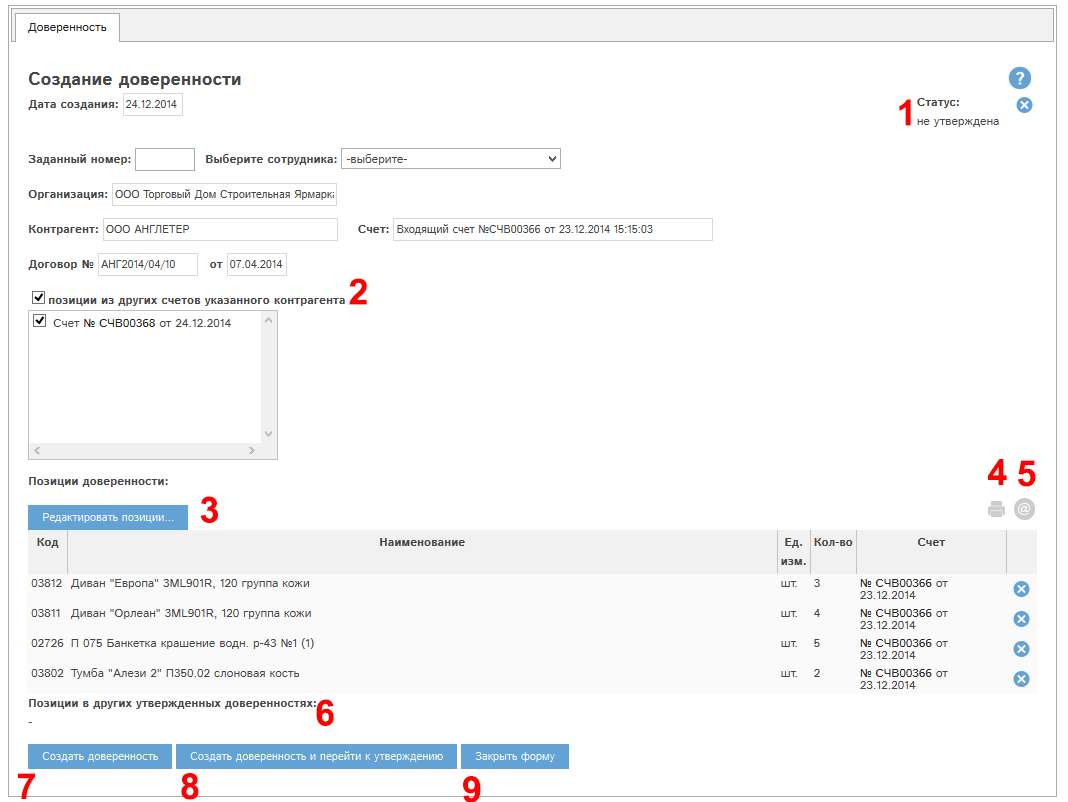 Доверенность
Создание доверенности
?
Дата создания: 24.12.2014
1 Статус:
не утверждена
Заданный номер: Выберите сотрудника: -выберите-
Организация: ООО Торговый Дом Строительная Ярмарка
Контрагент: ООО АНГЛЕТЕР Счет: Входящий счет №СЧВ00366 от 23.12.2014 15:15:03
Договор № АНГ2014/04/10 от 07.04.2014
позиции из других счетов указанного контрагента 2
Счет № СЧВ00368 от 24.12.2014
Позиции доверенности:
4 5
Редактировать позиции... 3 @
Код Наименование Ед. изм. Кол-во Счет
03812 Диван "Европа" 3ML901R, 120 группа кожи шт. 3 № СЧВ00366 от 23.12.2014
03811 Диван "Орлеан" 3ML901R, 120 группа кожи шт. 4 № СЧВ00366 от 23.12.2014
02726 П 075 Банкетка крашение водн. р-43 №1 (1) шт. 5 № СЧВ00366 от 23.12.2014
03802 Тумба "Алези 2" П350.02 слоновая кость шт. 2 № СЧВ00366 от 23.12.2014
Позиции в других утвержденных доверенностях: 6
-
Создать доверенность Создать доверенность и перейти к утверждению Закрыть форму
7 8 9